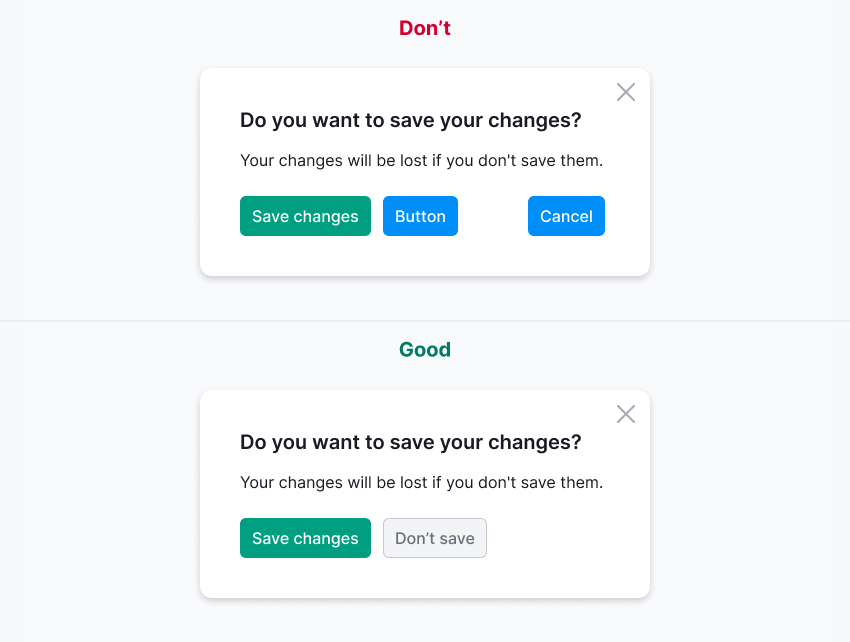 Don’t
Do you want to save your changes?
Your changes will be lost if you don't save them.
Save changes Button Cancel
Good
Do you want to save your changes?
Your changes will be lost if you don't save them.
Save changes Don’t save